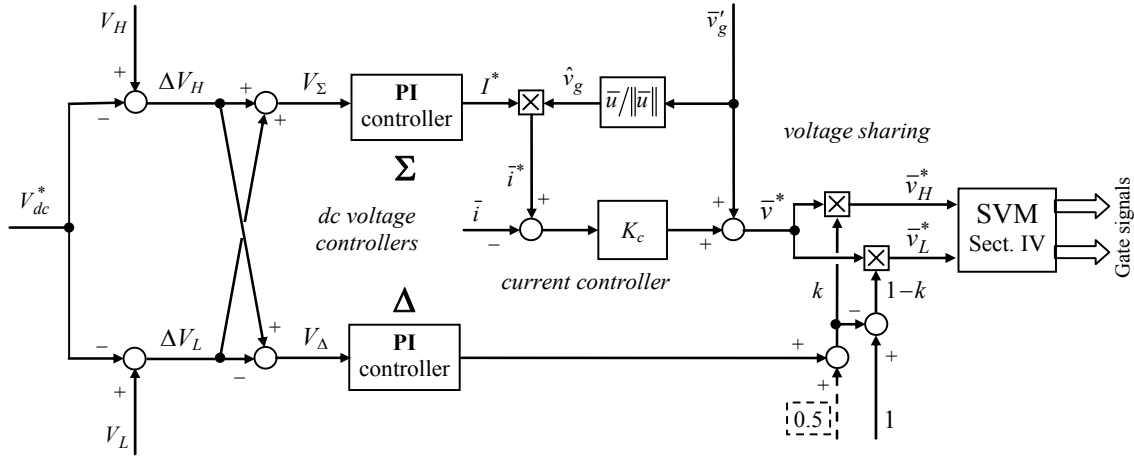 V_H
v̅′_g
+
ΔV_H
+
V_Σ
PI
controller
I*
×
v̂_g
u̅/‖u̅‖
−
+
voltage sharing
Σ
i̅*
V*_dc
dc voltage
controllers
i̅
+
−
K_c
+
+
v̅*
×
v̅*_H
×
v̅*_L
SVM
Sect. IV
Gate signals
current controller
Δ
k
1−k
−
−
ΔV_L
+
V_Δ
PI
controller
+
+
−
+
+
V_L
0.5
1